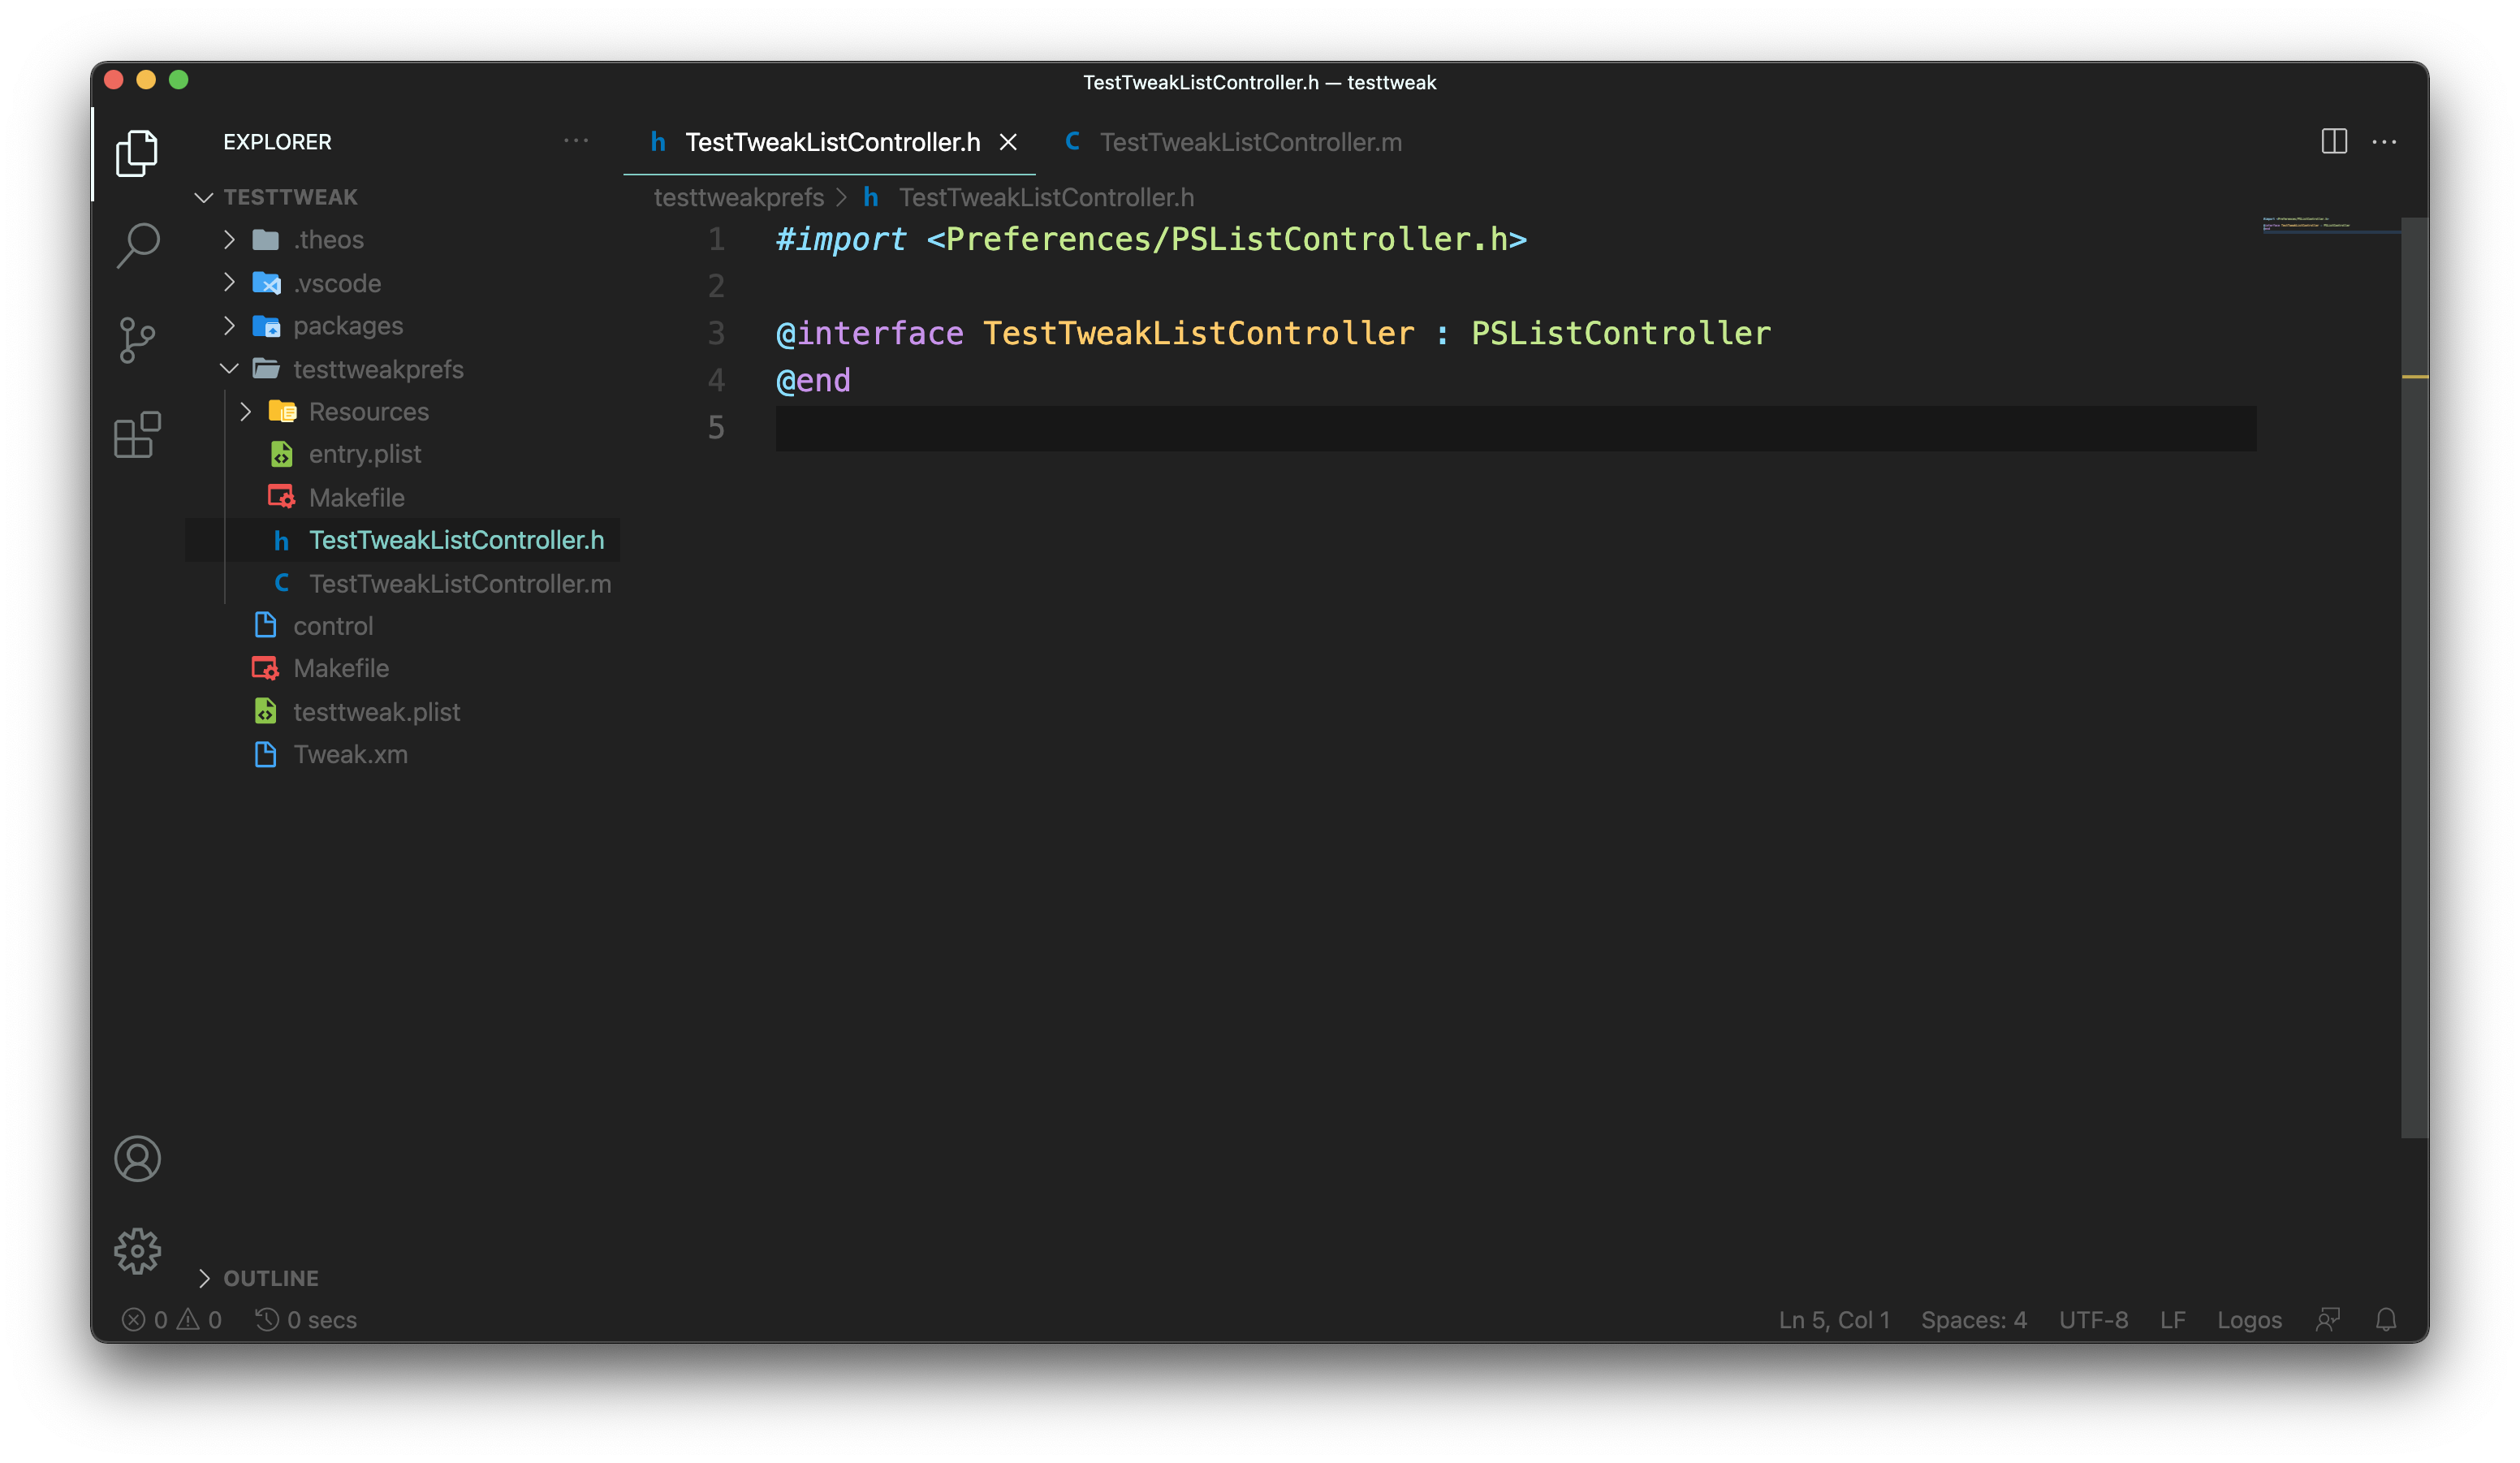 TestTweakListController.h — testtweak
EXPLORER
TESTTWEAK
.theos
.vscode
packages
testtweakprefs
Resources
entry.plist
Makefile
TestTweakListController.h
TestTweakListController.m
control
Makefile
testtweak.plist
Tweak.xm
OUTLINE
TestTweakListController.h
TestTweakListController.m
testtweakprefs > h TestTweakListController.h
1 #import <Preferences/PSListController.h>
2
3 @interface TestTweakListController : PSListController
4 @end
5
0 0 0 secs
Ln 5, Col 1 Spaces: 4 UTF-8 LF Logos